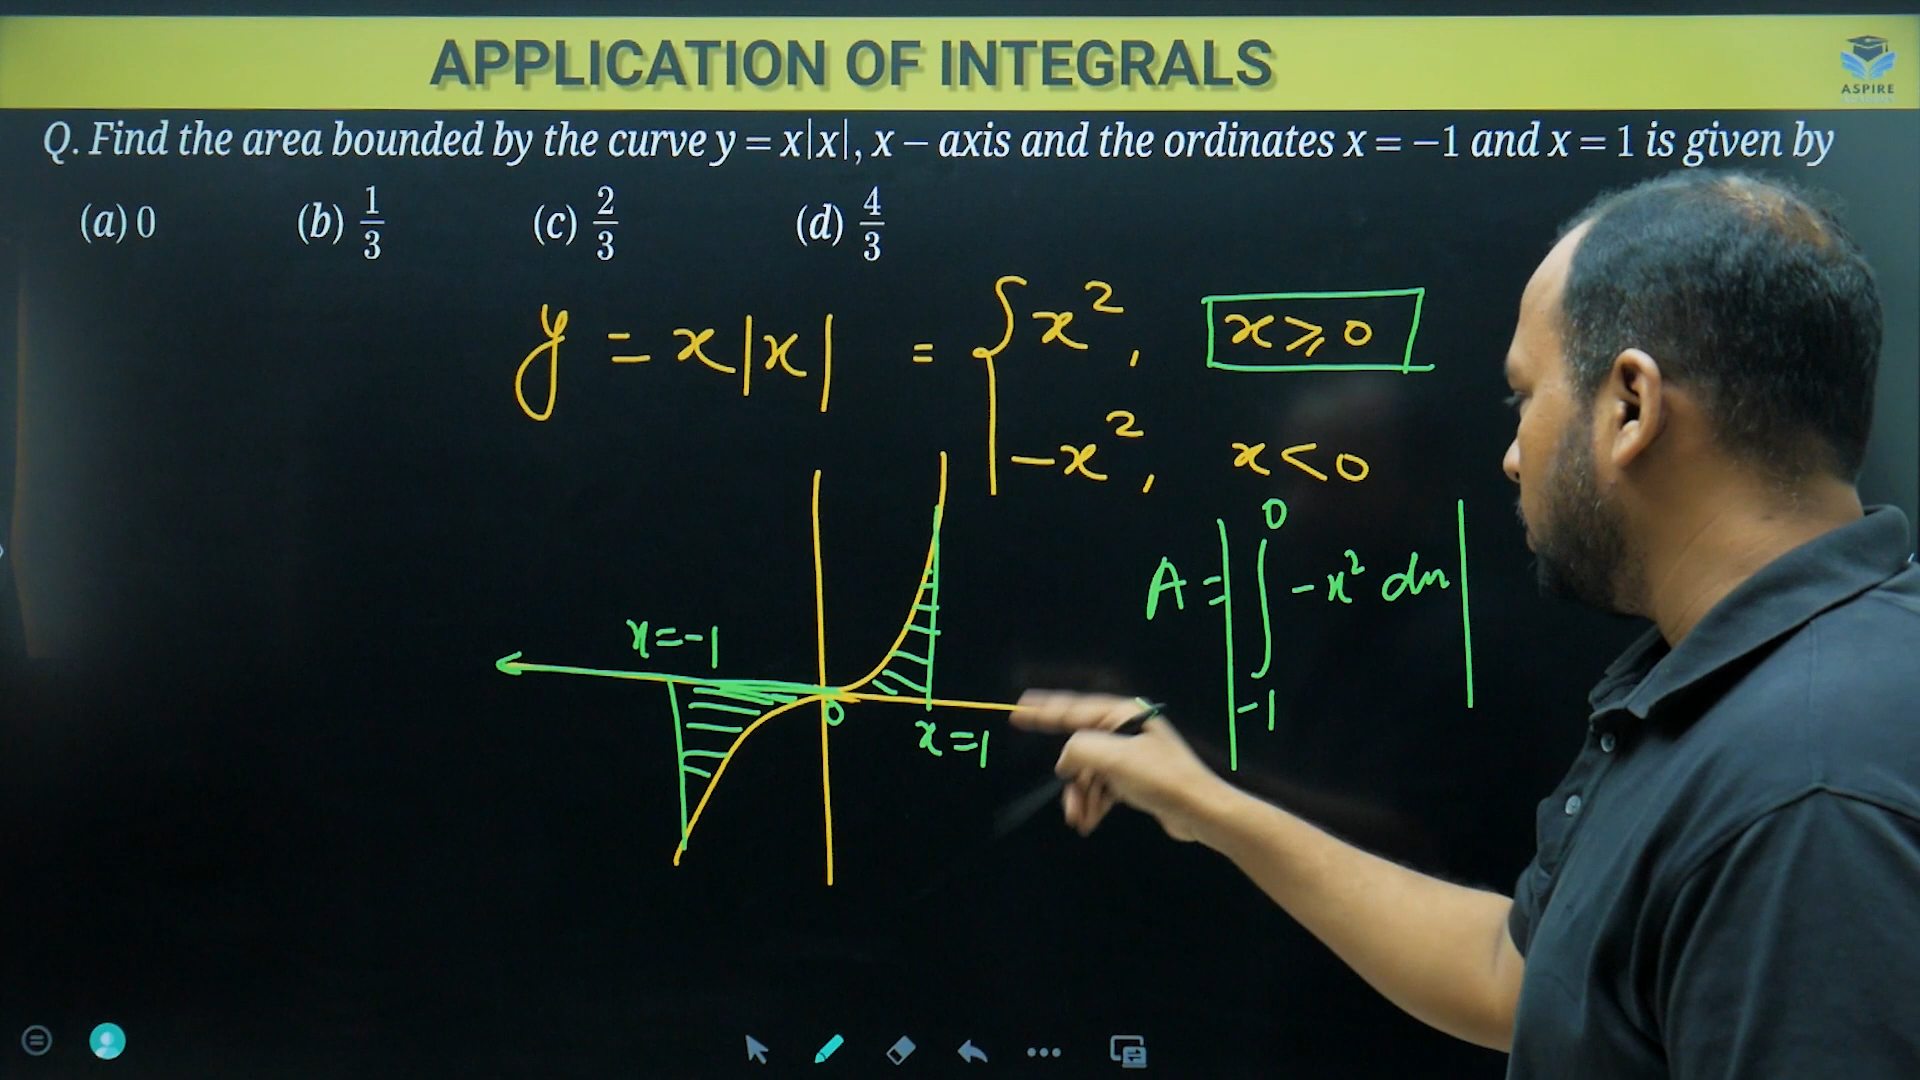 APPLICATION OF INTEGRALS
ASPIRE
Q. Find the area bounded by the curve y = x|x|, x – axis and the ordinates x = −1 and x = 1 is given by
(a) 0 (b) 1/3 (c) 2/3 (d) 4/3
y = x|x| = { x², x ⩾ 0
−x², x < 0
A = | ∫_{-1}^{0} −x² dx |
x = −1
0
x = 1